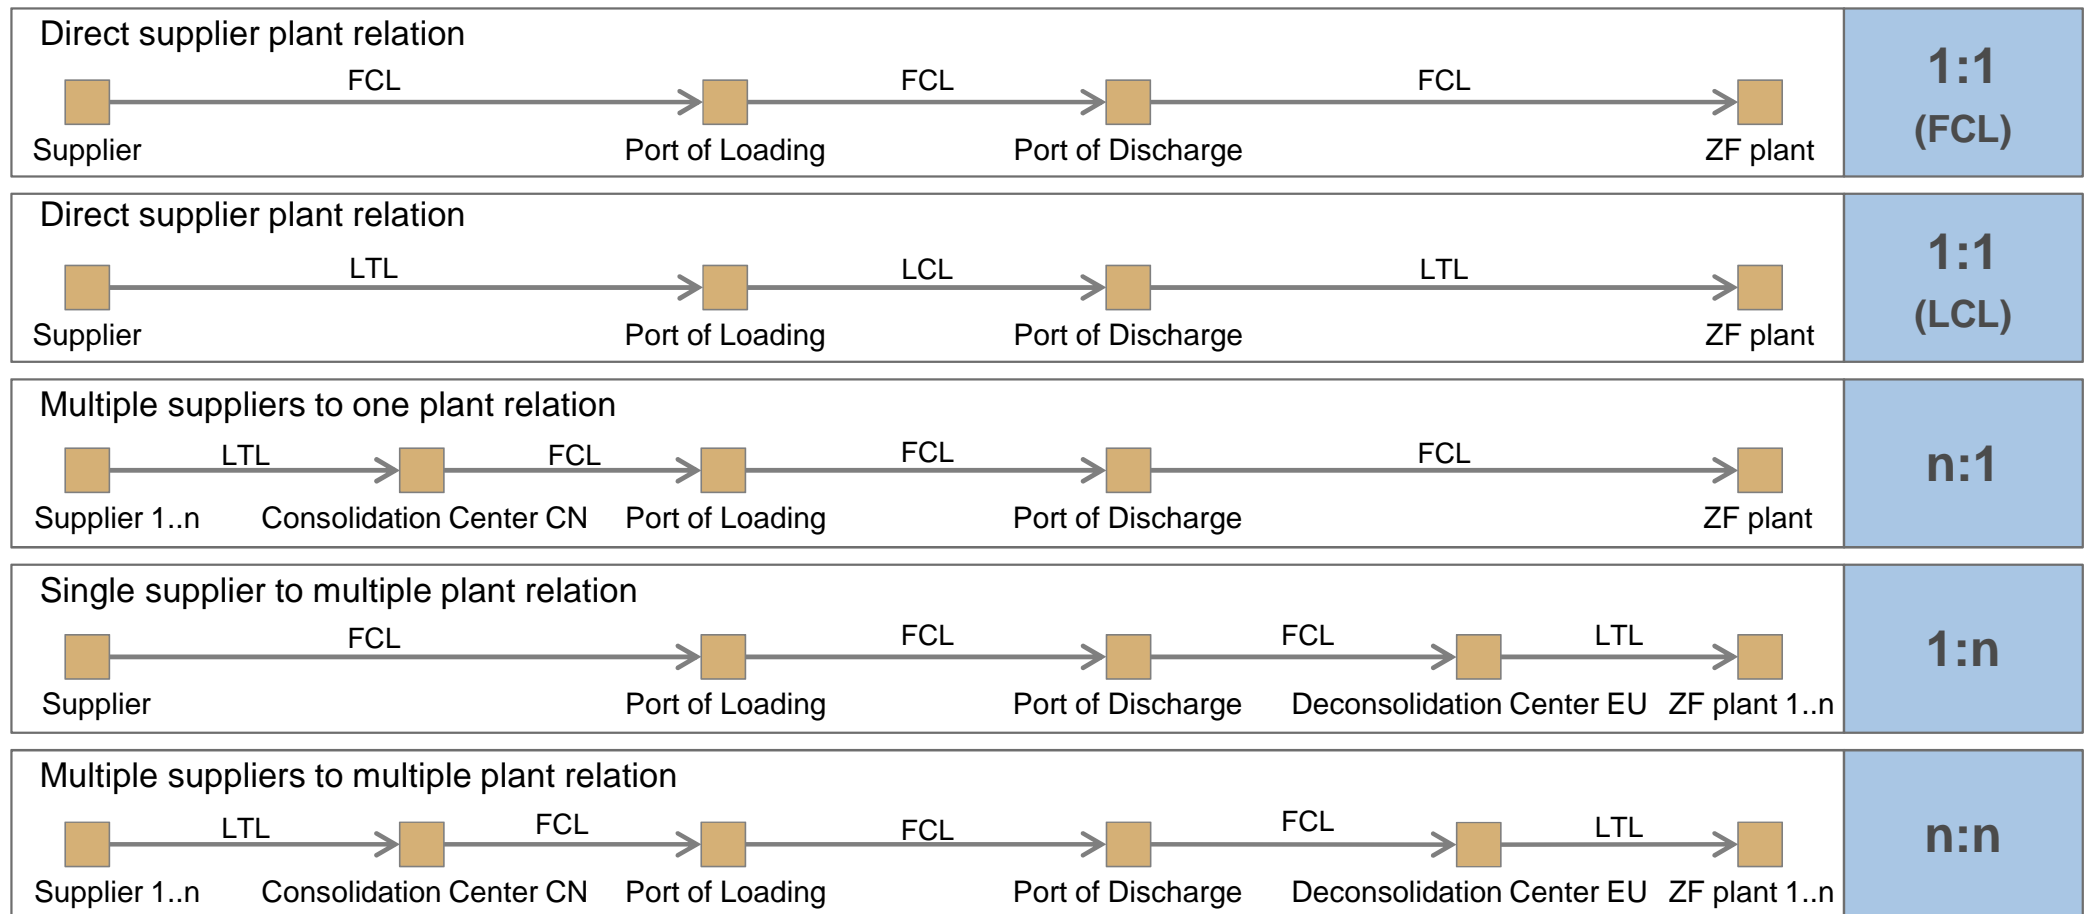 Direct supplier plant relation
FCL FCL FCL
Supplier Port of Loading Port of Discharge ZF plant
1:1
(FCL)
Direct supplier plant relation
LTL LCL LTL
Supplier Port of Loading Port of Discharge ZF plant
1:1
(LCL)
Multiple suppliers to one plant relation
LTL FCL FCL FCL
Supplier 1..n Consolidation Center CN Port of Loading Port of Discharge ZF plant
n:1
Single supplier to multiple plant relation
FCL FCL FCL LTL
Supplier Port of Loading Port of Discharge Deconsolidation Center EU ZF plant 1..n
1:n
Multiple suppliers to multiple plant relation
LTL FCL FCL FCL LTL
Supplier 1..n Consolidation Center CN Port of Loading Port of Discharge Deconsolidation Center EU ZF plant 1..n
n:n